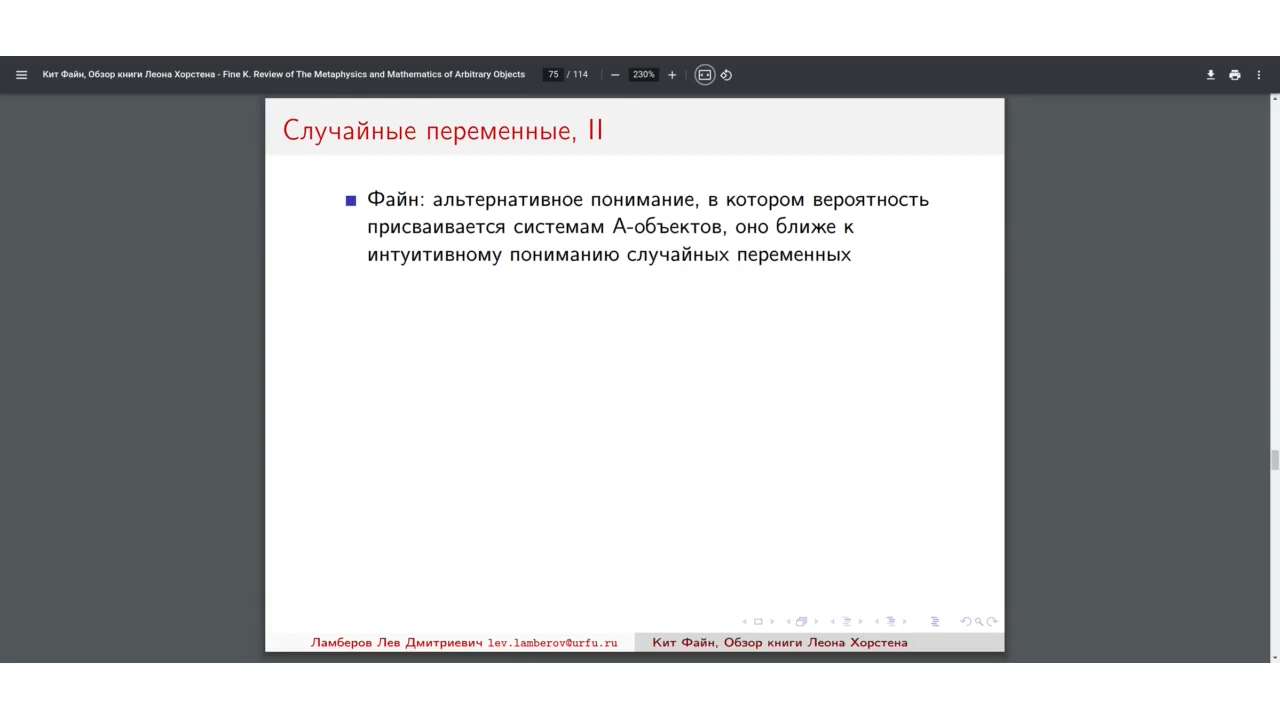 Кит Файн, Обзор книги Леона Хорстена - Fine K. Review of The Metaphysics and Mathematics of Arbitrary Objects 75 / 114 230%
Случайные переменные, II
Файн: альтернативное понимание, в котором вероятность
присваивается системам А-объектов, оно ближе к
интуитивному пониманию случайных переменных
Ламберов Лев Дмитриевич lev.lamberov@urfu.ru Кит Файн, Обзор книги Леона Хорстена